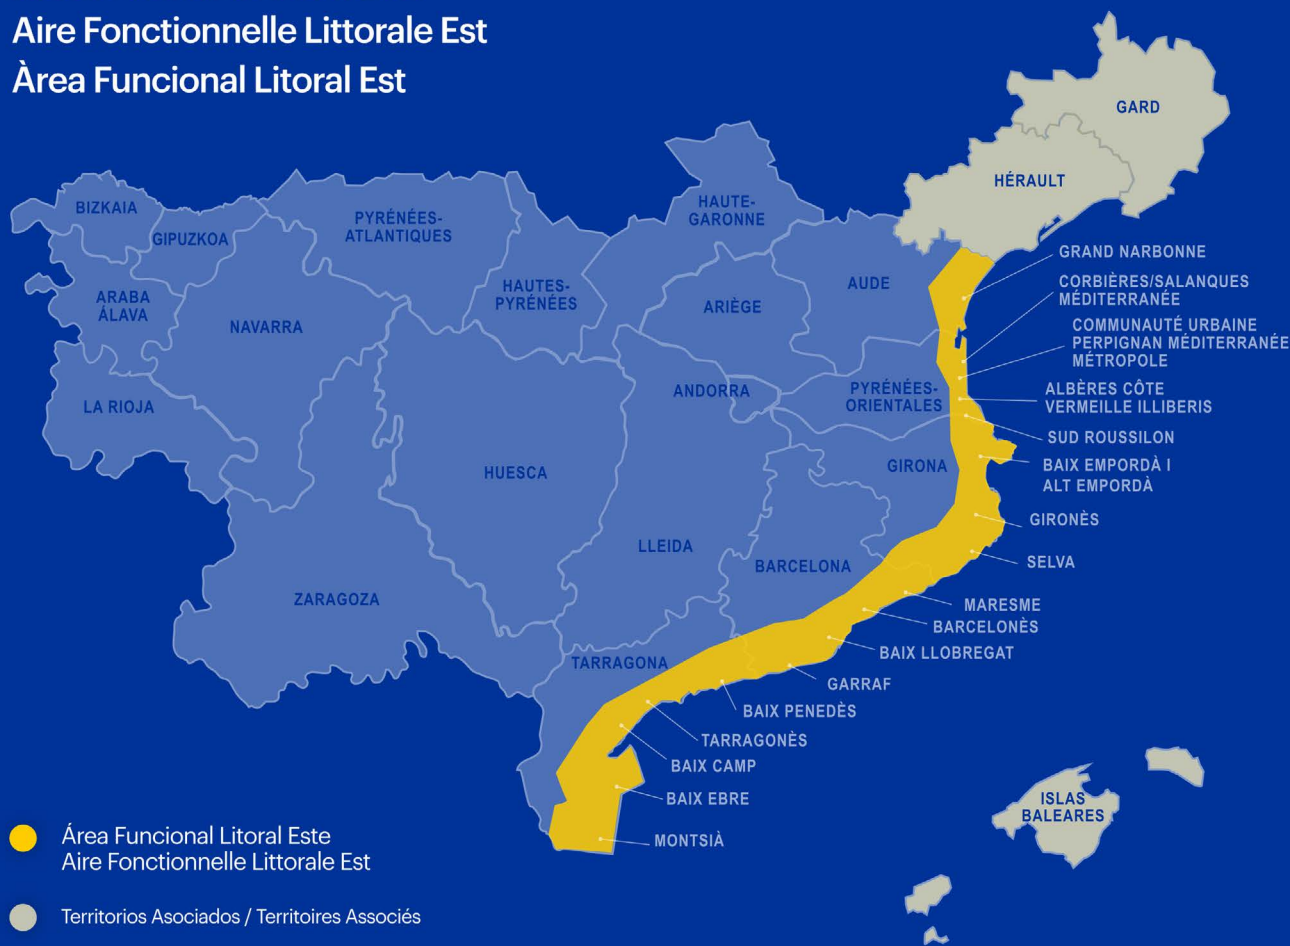 Aire Fonctionnelle Littorale Est
Àrea Funcional Litoral Est
GARD
HÉRAULT
BIZKAIA
GIPUZKOA
PYRÉNÉES-
ATLANTIQUES
HAUTE-
GARONNE
HAUTES-
PYRÉNÉES
ARABA
ÁLAVA
NAVARRA
ARIÈGE
AUDE
LA RIOJA
ANDORRA
PYRÉNÉES-
ORIENTALES
HUESCA
GIRONA
LLEIDA
BARCELONA
ZARAGOZA
TARRAGONA
GRAND NARBONNE
CORBIÈRES/SALANQUES
MÉDITERRANÉE
COMMUNAUTÉ URBAINE
PERPIGNAN MÉDITERRANÉE
MÉTROPOLE
ALBÈRES CÔTE
VERMEILLE ILLIBERIS
SUD ROUSSILON
BAIX EMPORDÀ I
ALT EMPORDÀ
GIRONÈS
SELVA
MARESME
BARCELONÈS
BAIX LLOBREGAT
GARRAF
BAIX PENEDÈS
TARRAGONÈS
BAIX CAMP
BAIX EBRE
MONTSIÀ
ISLAS
BALEARES
Área Funcional Litoral Este
Aire Fonctionnelle Littorale Est
Territorios Asociados / Territoires Associés